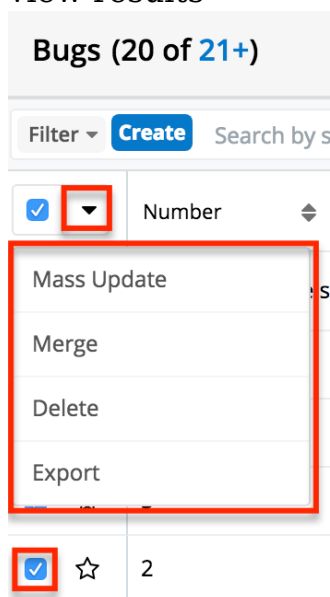 Bugs (20 of 21+)
Filter Create Search by s
Number
Mass Update
Merge
Delete
Export
2